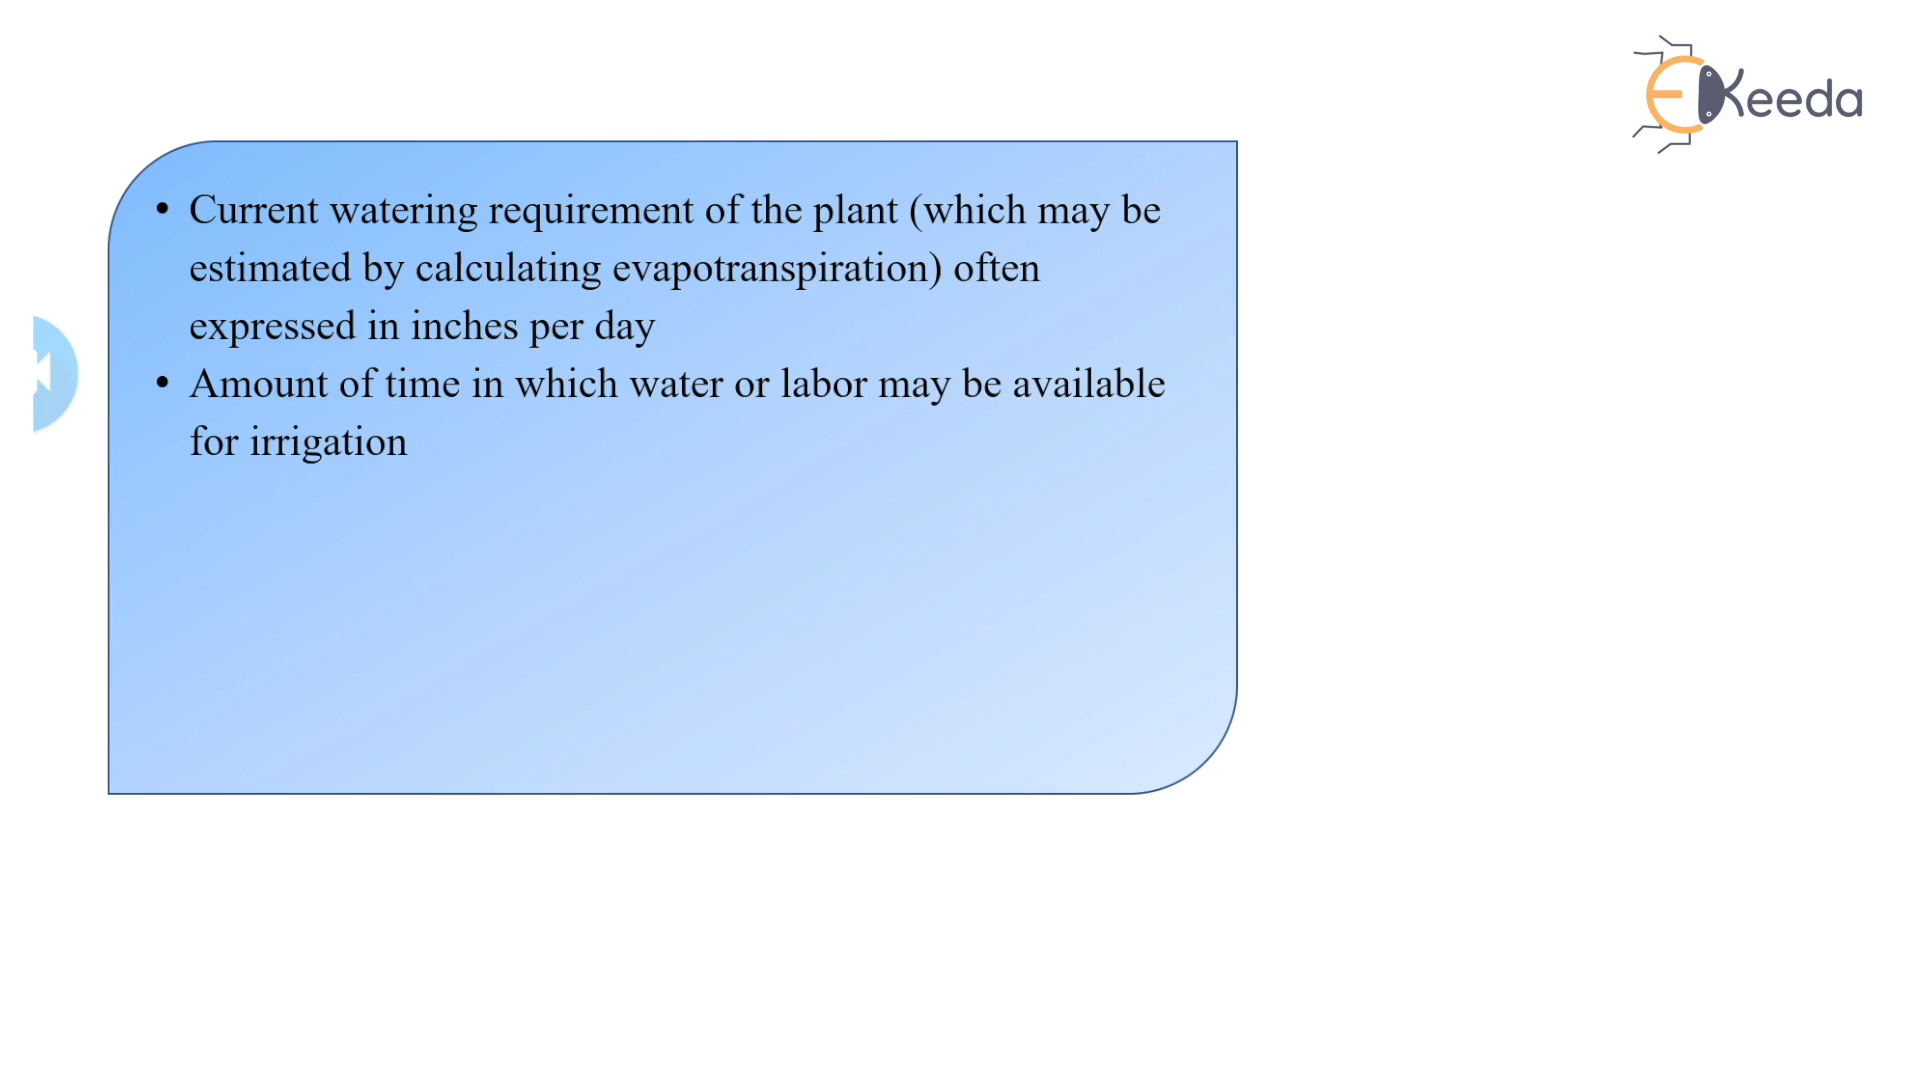 EKeeda
• Current watering requirement of the plant (which may be
estimated by calculating evapotranspiration) often
expressed in inches per day
• Amount of time in which water or labor may be available
for irrigation